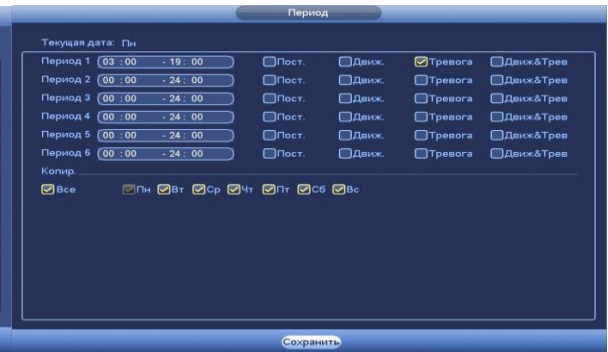 Период
Текущая дата: Пн
Период 1 03 :00 - 19: 00 Пост. Движ. Тревога Движ&Трев
Период 2 00 :00 - 24: 00 Пост. Движ. Тревога Движ&Трев
Период 3 00 :00 - 24: 00 Пост. Движ. Тревога Движ&Трев
Период 4 00 :00 - 24: 00 Пост. Движ. Тревога Движ&Трев
Период 5 00 :00 - 24: 00 Пост. Движ. Тревога Движ&Трев
Период 6 00 :00 - 24: 00 Пост. Движ. Тревога Движ&Трев
Копир.
Все Пн Вт Ср Чт Пт Сб Вс
Сохранить